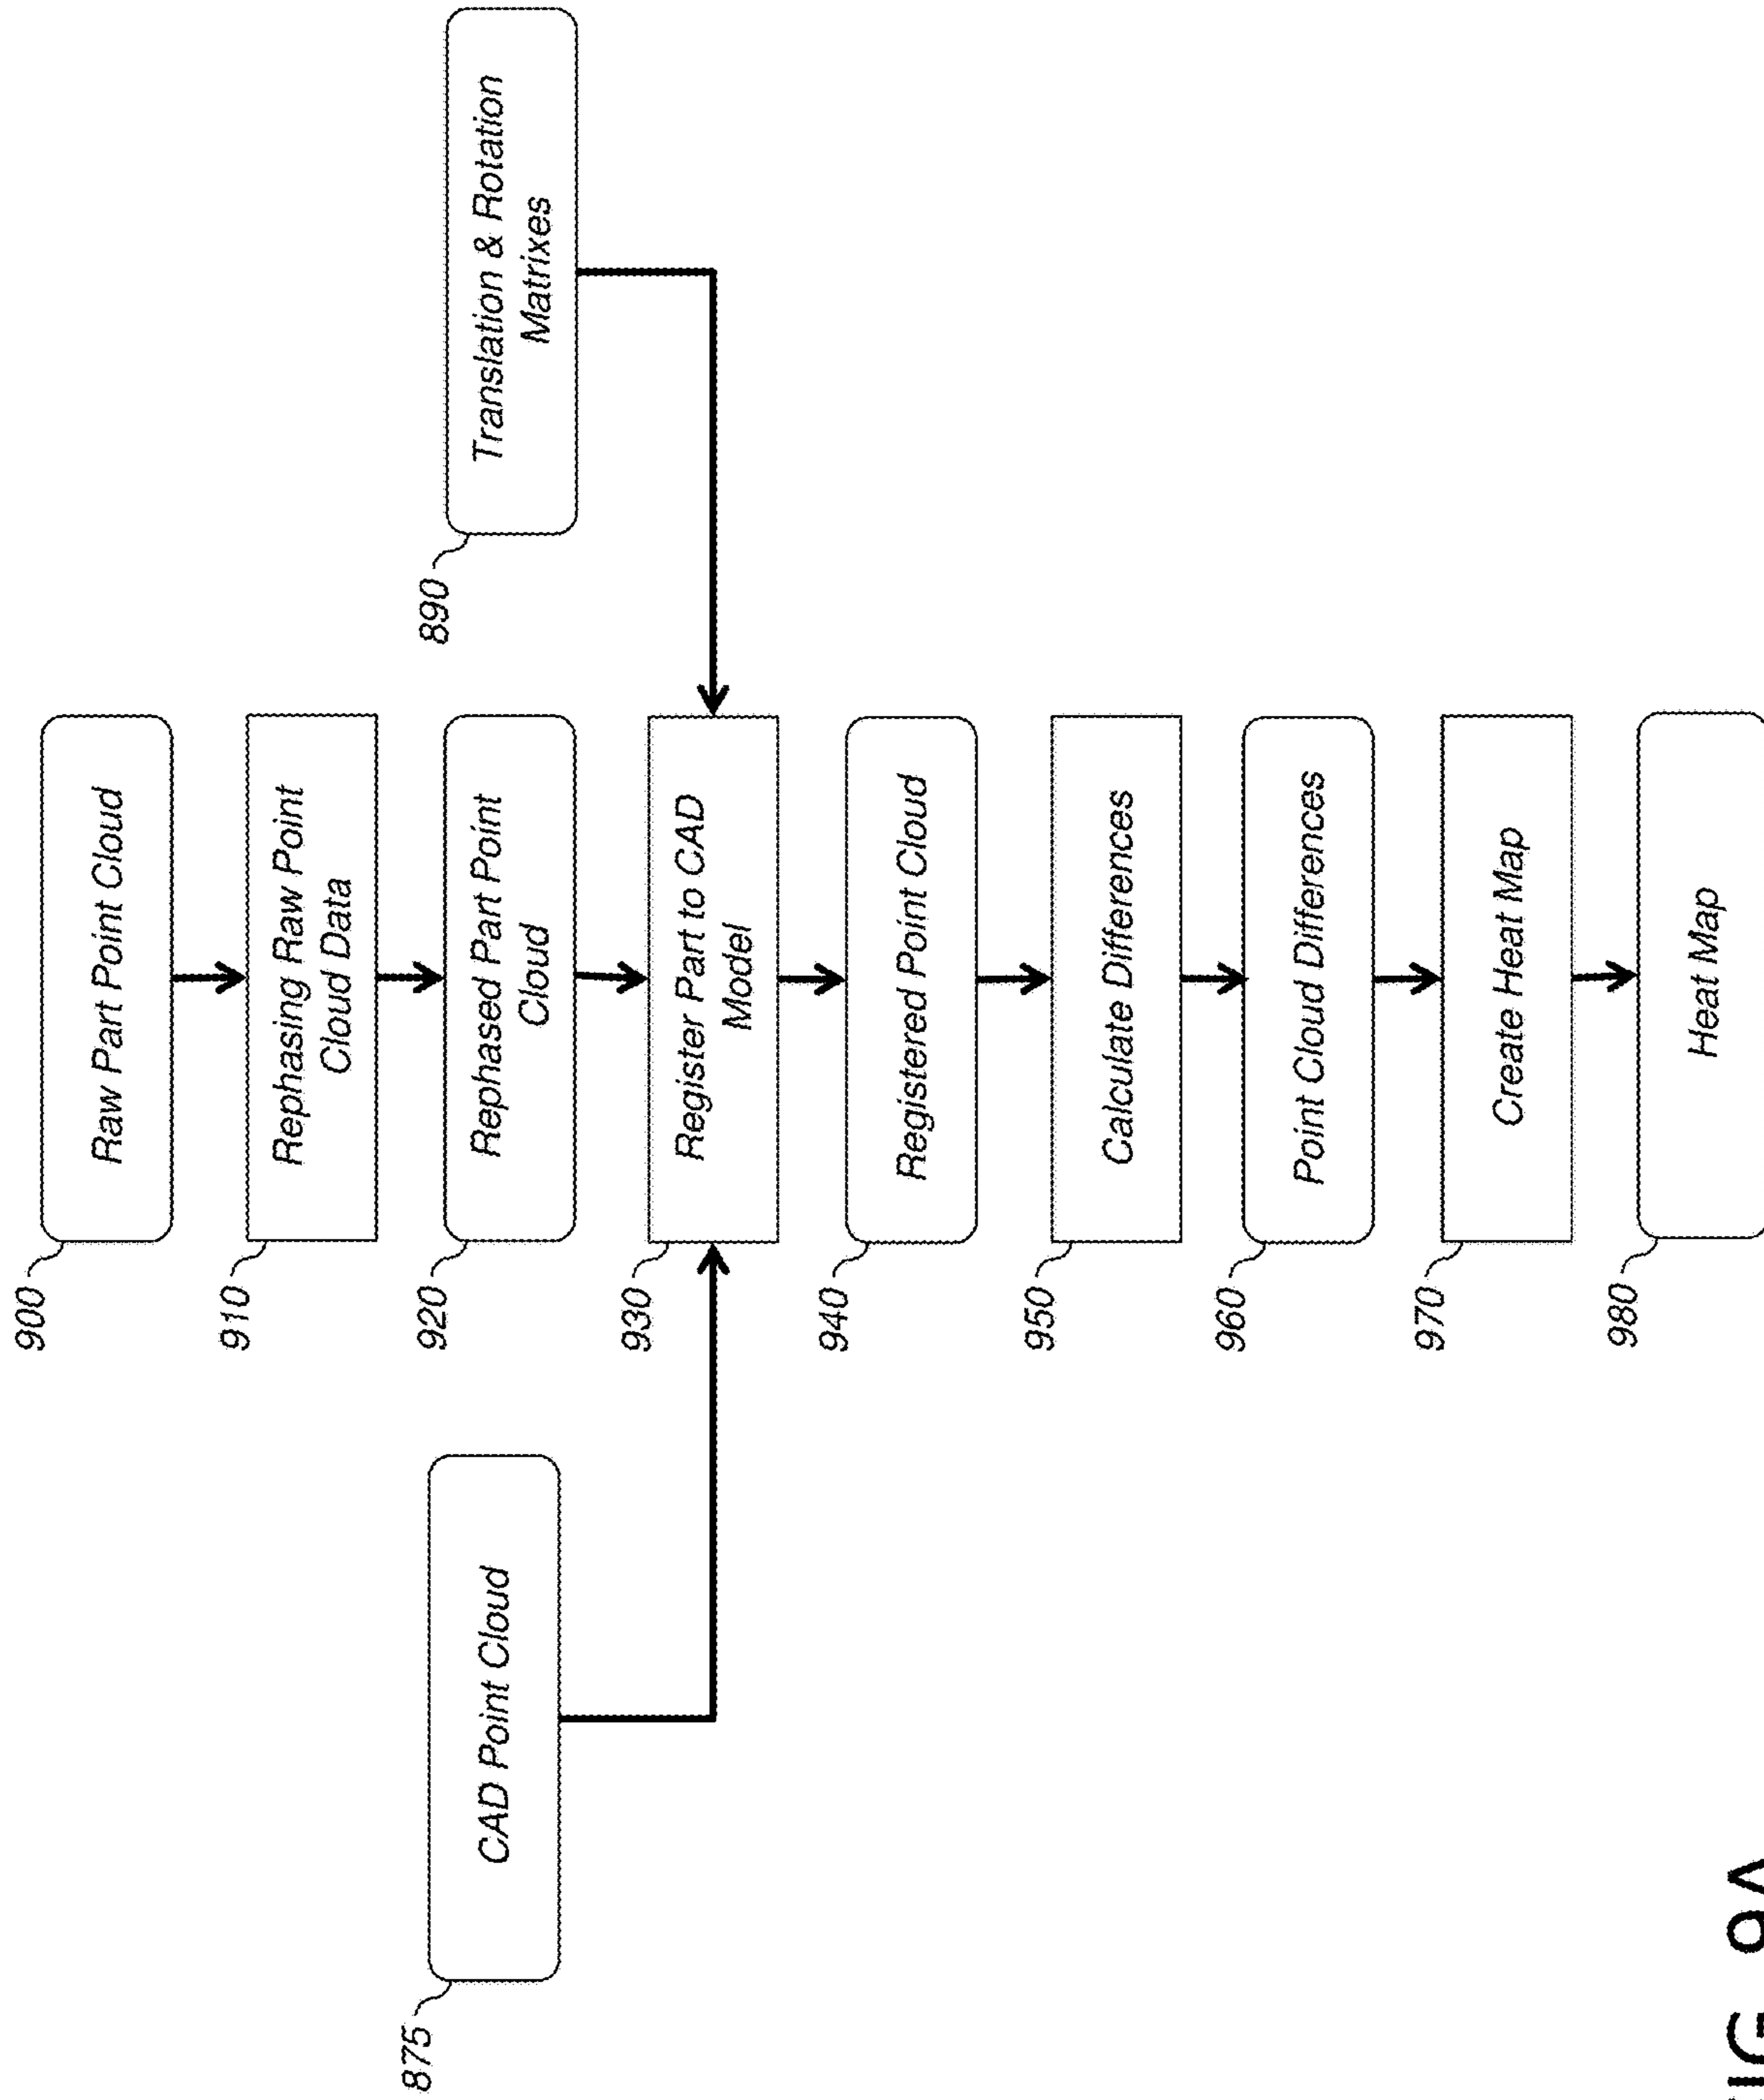 900
Raw Part Point Cloud
910
Rephasing Raw Point
Cloud Data
920
Rephased Part Point
Cloud
875
CAD Point Cloud
890
Translation & Rotation
Matrixes
930
Register Part to CAD
Model
940
Registered Point Cloud
950
Calculate Differences
960
Point Cloud Differences
970
Create Heat Map
980
Heat Map